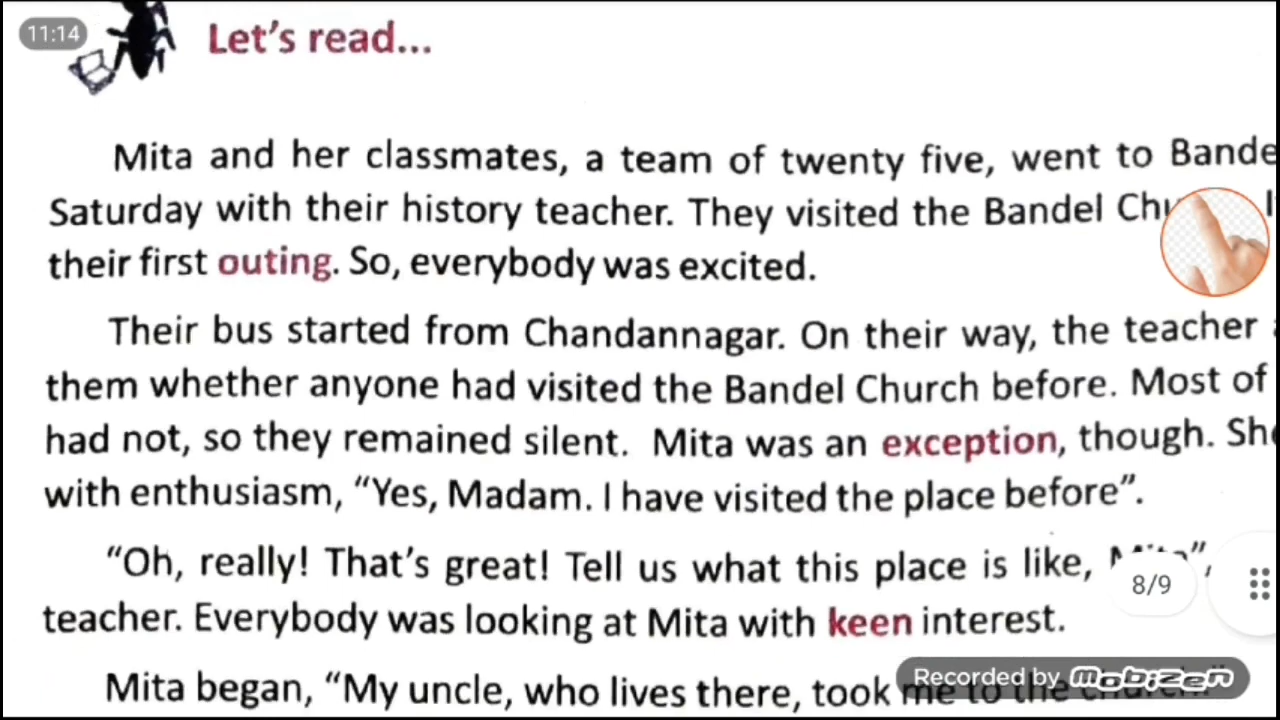 11:14
Let's read...
Mita and her classmates, a team of twenty five, went to
Saturday with their history teacher. They visited the Bandel
their first outing. So, everybody was excited.
Their bus started from Chandannagar. On their way, the teacher
them whether anyone had visited the Bandel Church before. Most of
had not, so they remained silent. Mita was an exception, though.
with enthusiasm, “Yes, Madam. I have visited the place before”.
“Oh, really! That's great! Tell us what this place is like,
8/9
teacher. Everybody was looking at Mita with keen interest.
Mita began, “My uncle, who lives there, took me to the church.”
Recorded by mobizen